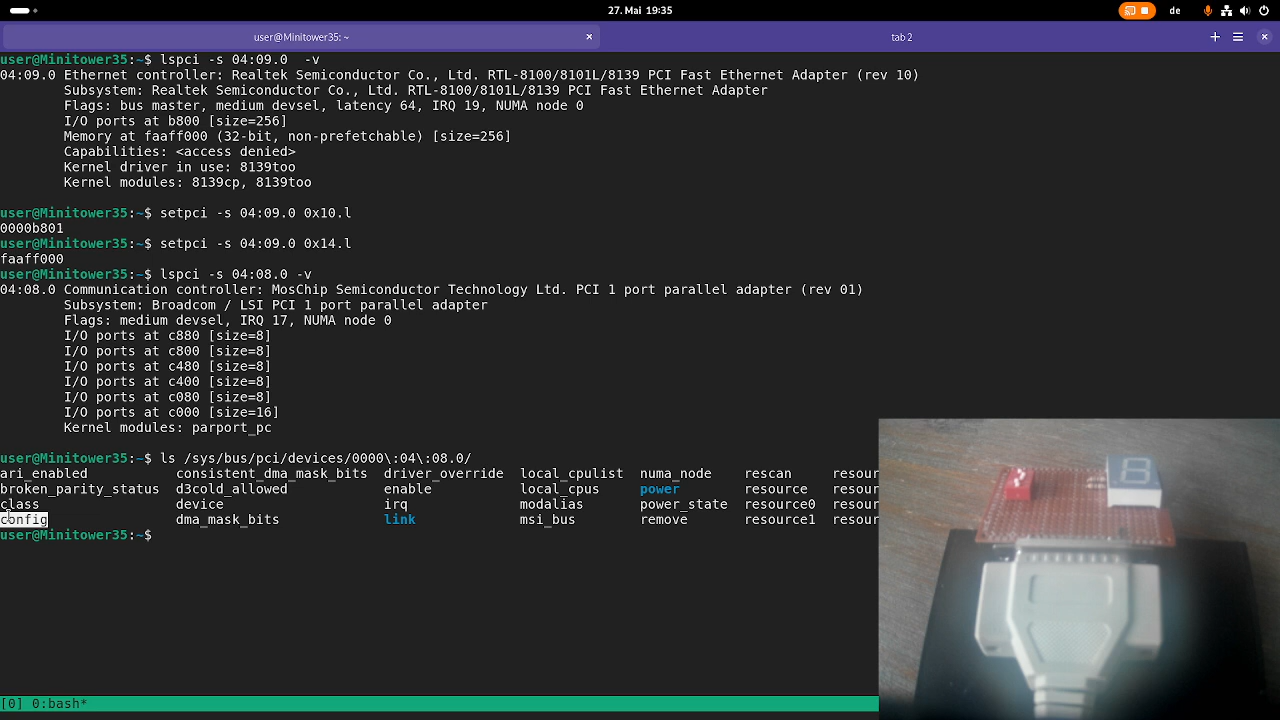 27. Mai 19:35
de
user@Minitower35: ~
tab 2
user@Minitower35:~$ lspci -s 04:09.0  -v
04:09.0 Ethernet controller: Realtek Semiconductor Co., Ltd. RTL-8100/8101L/8139 PCI Fast Ethernet Adapter (rev 10)
        Subsystem: Realtek Semiconductor Co., Ltd. RTL-8100/8101L/8139 PCI Fast Ethernet Adapter
        Flags: bus master, medium devsel, latency 64, IRQ 19, NUMA node 0
        I/O ports at b800 [size=256]
        Memory at faaff000 (32-bit, non-prefetchable) [size=256]
        Capabilities: <access denied>
        Kernel driver in use: 8139too
        Kernel modules: 8139cp, 8139too
user@Minitower35:~$ setpci -s 04:09.0 0x10.l
0000b801
user@Minitower35:~$ setpci -s 04:09.0 0x14.l
faaff000
user@Minitower35:~$ lspci -s 04:08.0 -v
04:08.0 Communication controller: MosChip Semiconductor Technology Ltd. PCI 1 port parallel adapter (rev 01)
        Subsystem: Broadcom / LSI PCI 1 port parallel adapter
        Flags: medium devsel, IRQ 17, NUMA node 0
        I/O ports at c880 [size=8]
        I/O ports at c800 [size=8]
        I/O ports at c480 [size=8]
        I/O ports at c400 [size=8]
        I/O ports at c080 [size=8]
        I/O ports at c000 [size=16]
        Kernel modules: parport_pc
user@Minitower35:~$ ls /sys/bus/pci/devices/0000\:04\:08.0/
ari_enabled           consistent_dma_mask_bits  driver_override  local_cpulist  numa_node    rescan     resour
broken_parity_status  d3cold_allowed            enable           local_cpus     power        resource   resour
class                 device                    irq              modalias       power_state  resource0  resour
config                dma_mask_bits             link             msi_bus        remove       resource1  resour
user@Minitower35:~$
[0] 0:bash*